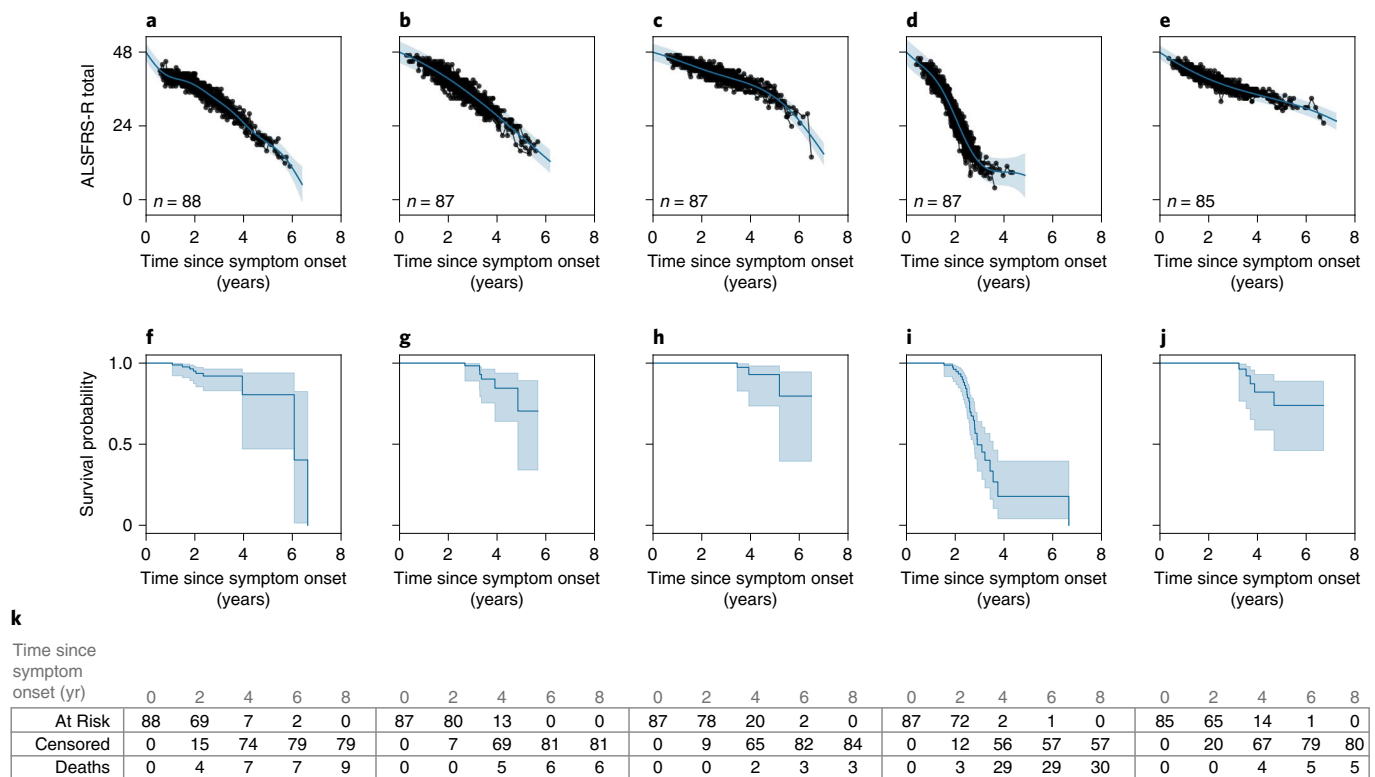 a b c d e
ALSFRS-R-R total
48
24
0
n = 88 n = 87 n = 87 n = 87 n = 85
0 2 4 6 8 0 2 4 6 8 0 2 4 6 8 0 2 4 6 8 0 2 4 6 8
Time since symptom onset Time since symptom onset Time since symptom onset Time since symptom onset Time since symptom onset
(years) (years) (years) (years) (years)
f g h i j
Survival probability
1.0
0.5
0
0 2 4 6 8 0 2 4 6 8 0 2 4 6 8 0 2 4 6 8 0 2 4 6 8
Time since symptom onset Time since symptom onset Time since symptom onset Time since symptom onset Time since symptom onset
(years) (years) (years) (years) (years)
k
Time since
symptom
onset (yr) 0 2 4 6 8 0 2 4 6 8 0 2 4 6 8 0 2 4 6 8 0 2 4 6 8
At Risk 88 69 7 2 0 87 80 13 0 0 87 78 20 2 0 87 72 2 1 0 85 65 14 1 0
Censored 0 15 74 79 79 0 7 69 81 81 0 9 65 82 84 0 12 56 57 57 0 20 67 79 80
Deaths 0 4 7 7 9 0 0 5 6 6 0 0 2 3 3 0 3 29 29 30 0 0 4 5 5